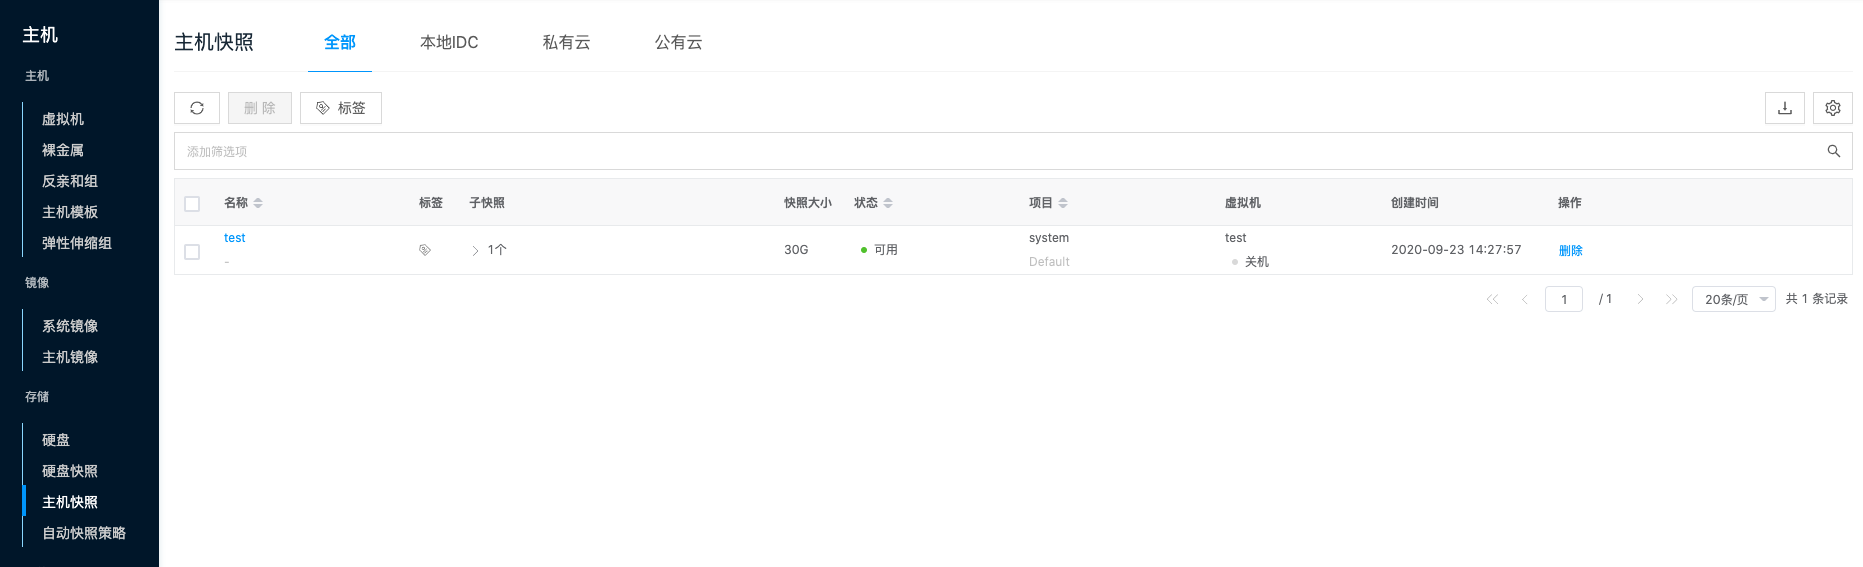 主机
主机
虚拟机
裸金属
反亲和组
主机模板
弹性伸缩组
镜像
系统镜像
主机镜像
存储
硬盘
硬盘快照
主机快照
自动快照策略
主机快照 全部 本地IDC 私有云 公有云
删 除 标签
添加筛选项
名称 标签 子快照 快照大小 状态 项目 虚拟机 创建时间 操作
test 1个 30G 可用 system test 2020-09-23 14:27:57 删除
- Default 关机
1 / 1 20条/页 共 1 条记录